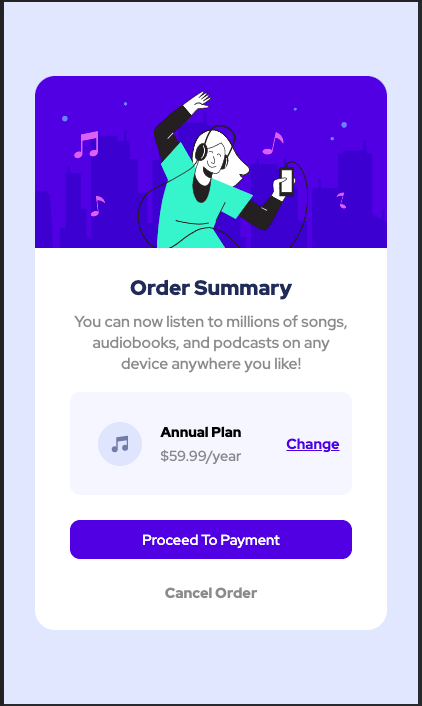 Order Summary
You can now listen to millions of songs,
audiobooks, and podcasts on any
device anywhere you like!
Annual Plan
$59.99/year
Change
Proceed To Payment
Cancel Order